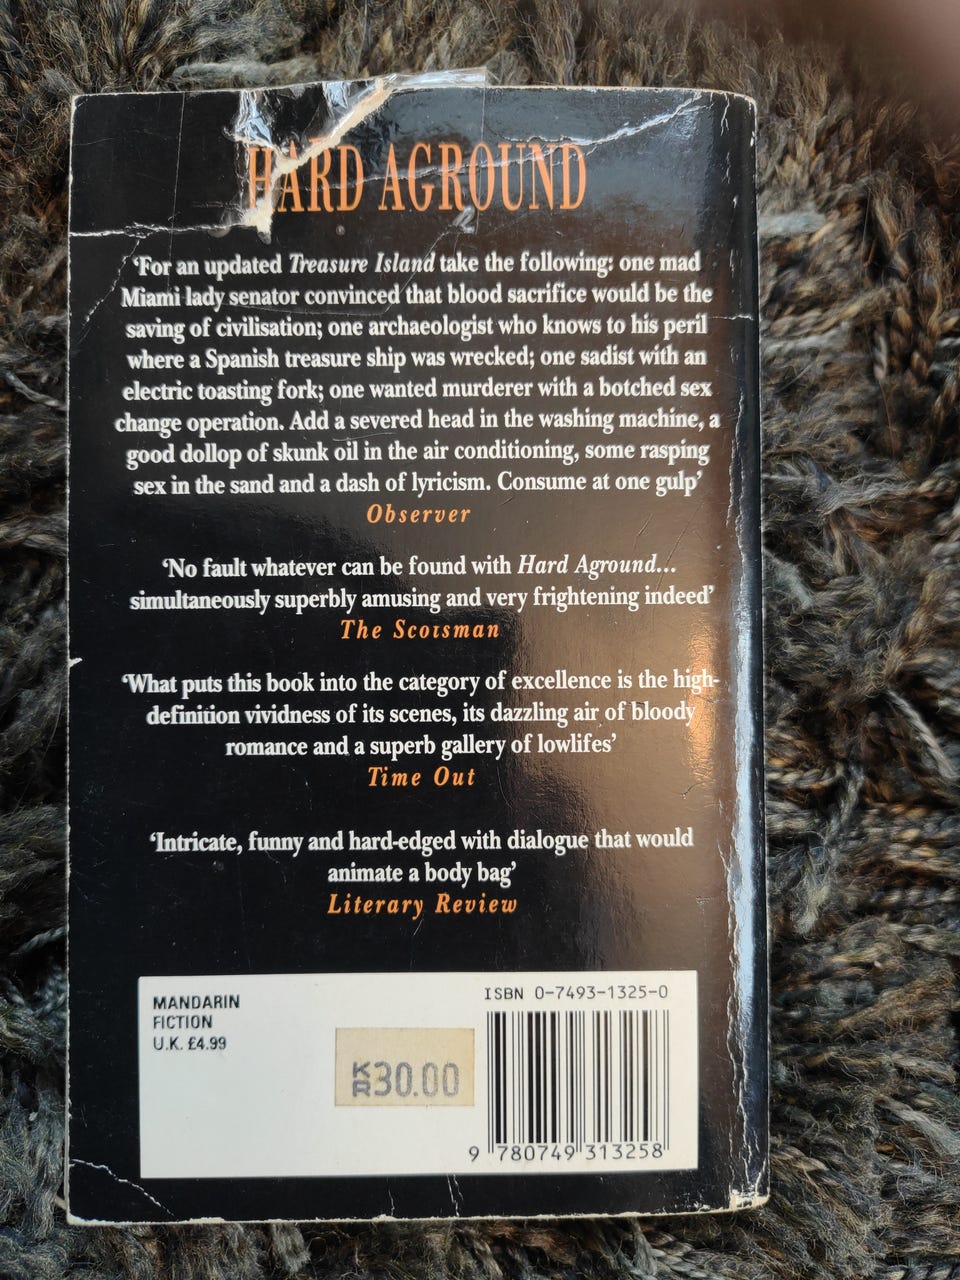 HARD AGROUND
‘For an updated Treasure Island take the following: one mad
Miami lady senator convinced that blood sacrifice would be the
saving of civilisation; one archaeologist who knows to his peril
where a Spanish treasure ship was wrecked; one sadist with an
electric toasting fork; one wanted murderer with a botched sex
change operation. Add a severed head in the washing machine, a
good dollop of skunk oil in the air conditioning, some rasping
sex in the sand and a dash of lyricism. Consume at one gulp’
Observer
‘No fault whatever can be found with Hard Aground...
simultaneously superbly amusing and very frightening indeed’
The Scotsman
‘What puts this book into the category of excellence is the high-
definition vividness of its scenes, its dazzling air of bloody
romance and a superb gallery of lowlifes’
Time Out
‘Intricate, funny and hard-edged with dialogue that would
animate a body bag’
Literary Review
MANDARIN
FICTION
U.K. £4.99
KR30.00
ISBN 0-7493-1325-0
9 780749 313258